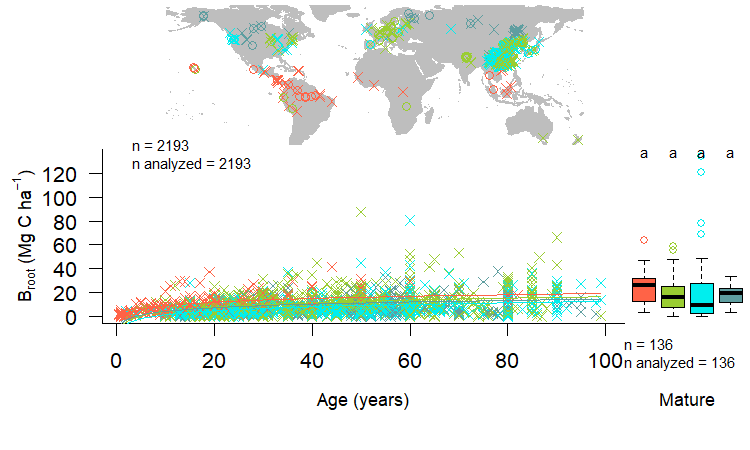 n = 2193
n analyzed = 2193
a a a a
120
100
80
60
40
20
0
B root (Mg C ha⁻¹)
0 20 40 60 80 100
n = 136
n analyzed = 136
Age (years)
Mature